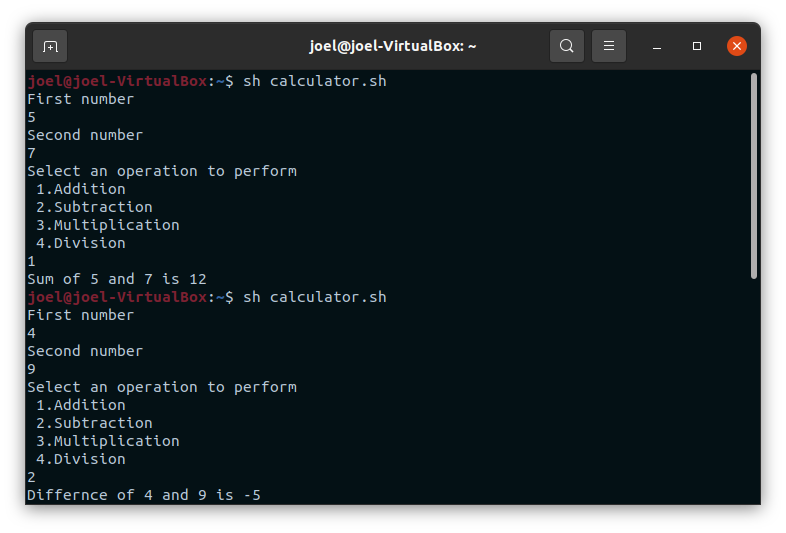 joel@joel-VirtualBox: ~
joel@joel-VirtualBox:~$ sh calculator.sh
First number
5
Second number
7
Select an operation to perform
 1.Addition
 2.Subtraction
 3.Multiplication
 4.Division
1
Sum of 5 and 7 is 12
joel@joel-VirtualBox:~$ sh calculator.sh
First number
4
Second number
9
Select an operation to perform
 1.Addition
 2.Subtraction
 3.Multiplication
 4.Division
2
Differnce of 4 and 9 is -5